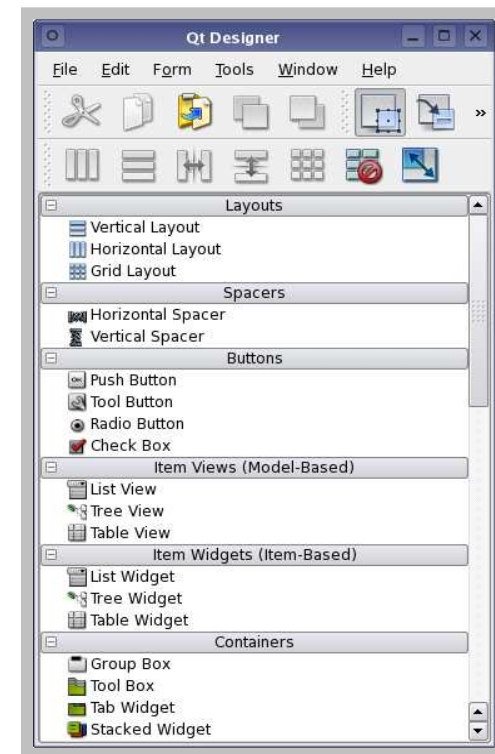 Qt Designer
File Edit Form Tools Window Help
»
Layouts
Vertical Layout
Horizontal Layout
Grid Layout
Spacers
Horizontal Spacer
Vertical Spacer
Buttons
OK Push Button
Tool Button
Radio Button
Check Box
Item Views (Model-Based)
List View
Tree View
Table View
Item Widgets (Item-Based)
List Widget
Tree Widget
Table Widget
Containers
Group Box
Tool Box
Tab Widget
Stacked Widget